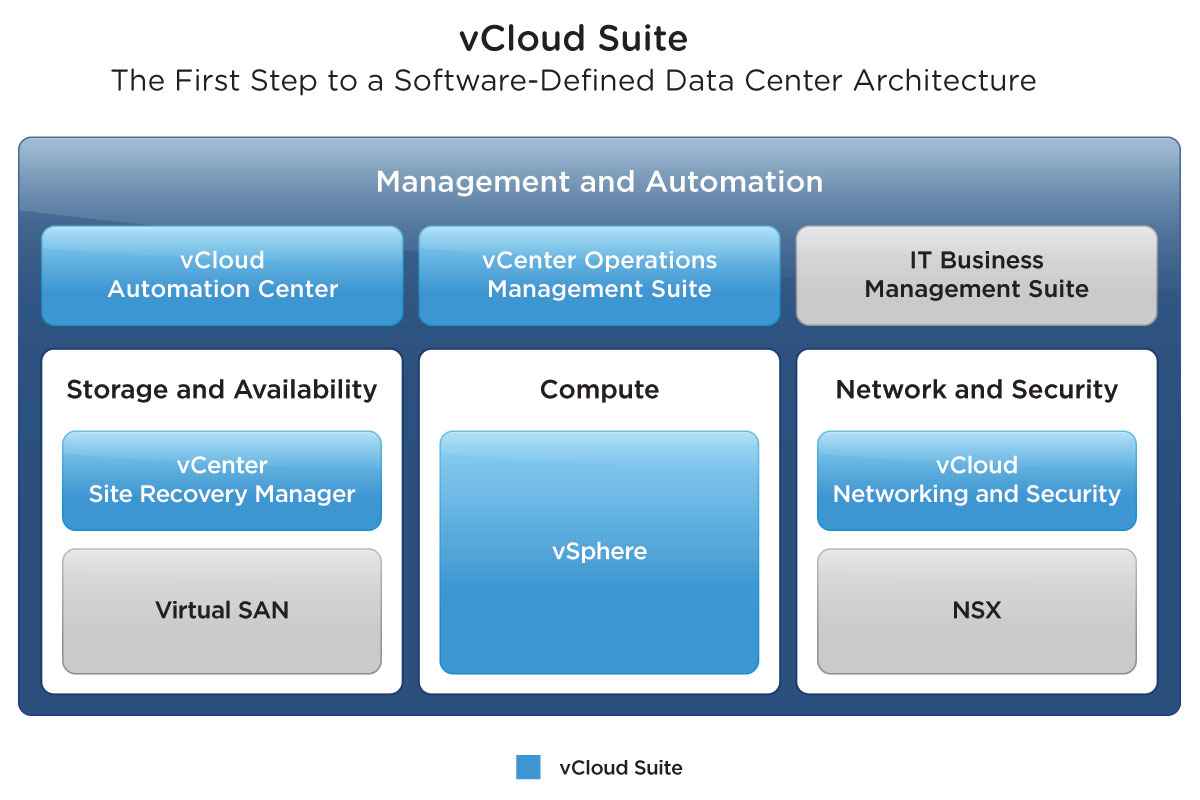 vCloud Suite
The First Step to a Software-Defined Data Center Architecture
Management and Automation
vCloud
Automation Center
vCenter Operations
Management Suite
IT Business
Management Suite
Storage and Availability
vCenter
Site Recovery Manager
Virtual SAN
Compute
vSphere
Network and Security
vCloud
Networking and Security
NSX
vCloud Suite